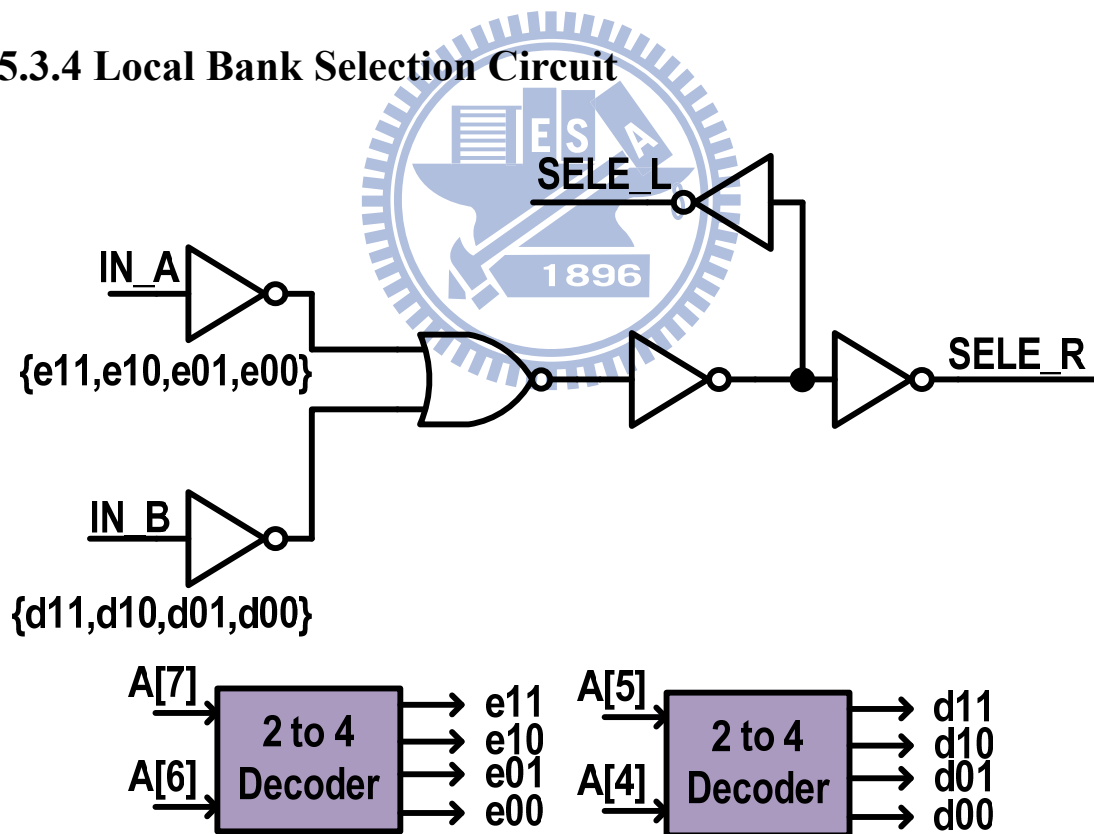 5.3.4 Local Bank Selection Circuit
E S A
SELE_L
IN_A
1896
{e11,e10,e01,e00}
SELE_R
IN_B
{d11,d10,d01,d00}
A[7]
A[6]
2 to 4
Decoder
e11
e10
e01
e00
A[5]
A[4]
2 to 4
Decoder
d11
d10
d01
d00